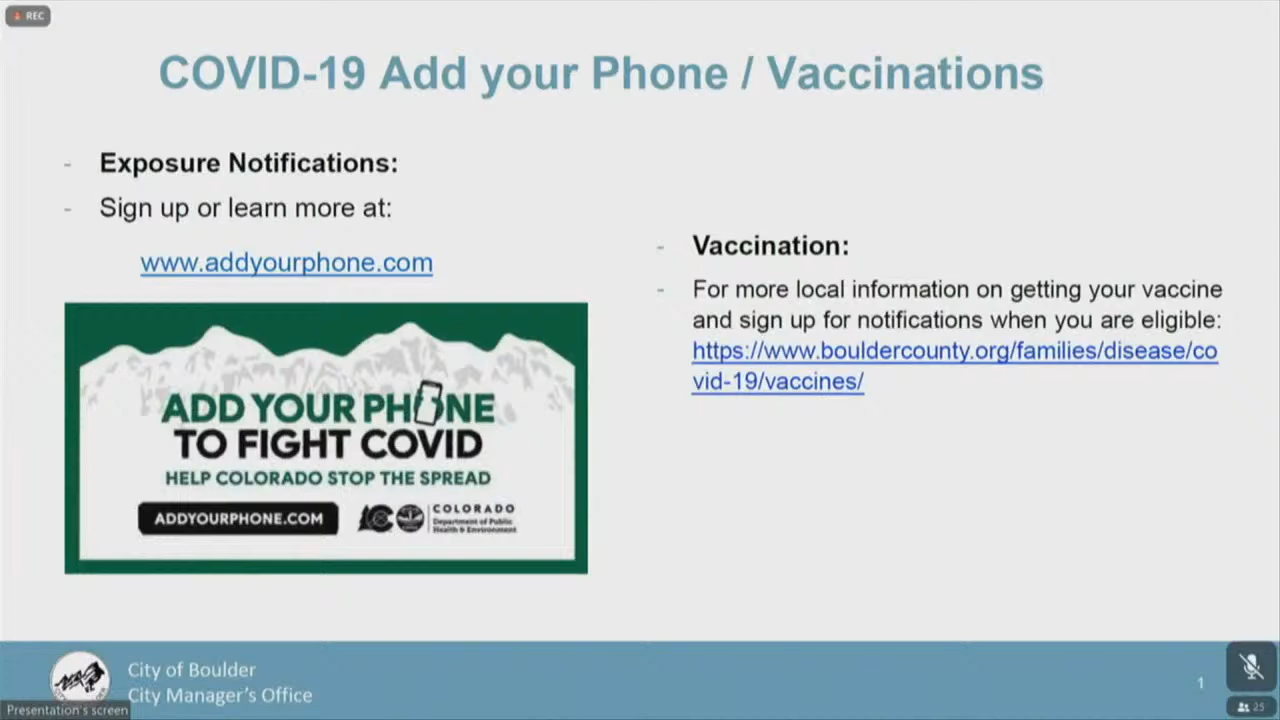 REC
COVID-19 Add your Phone / Vaccinations
- Exposure Notifications:
- Sign up or learn more at:
www.addyourphone.com
ADD YOUR PHONE
TO FIGHT COVID
HELP COLORADO STOP THE SPREAD
ADDYOURPHONE.COM
COLORADO
Department of Public
Health & Environment
- Vaccination:
- For more local information on getting your vaccine
and sign up for notifications when you are eligible:
https://www.bouldercounty.org/families/disease/co
vid-19/vaccines/
City of Boulder
City Manager's Office
1
Presentation's screen
25